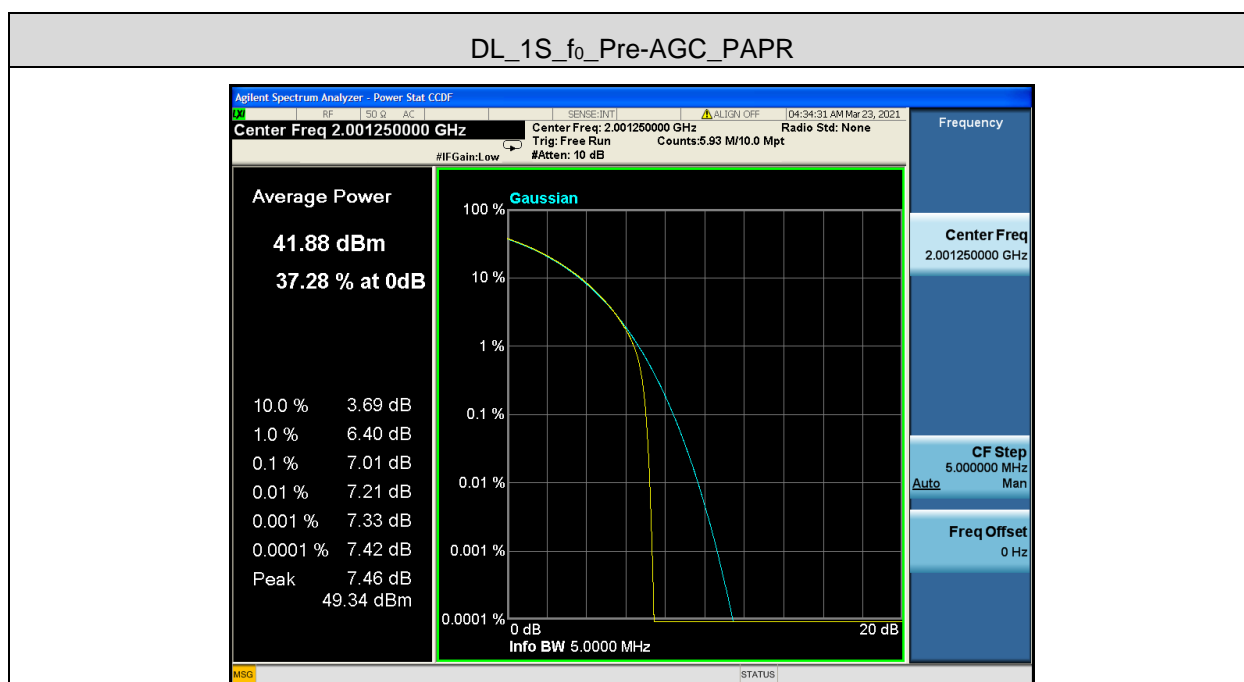 DL_1S_f0_Pre-AGC_PAPR
Agilent Spectrum Analyzer - Power Stat CCDF
LXI RF 50 Ω AC SENSE:INT ALIGN OFF 04:34:31 AM Mar 23, 2021
Center Freq 2.001250000 GHz
Center Freq: 2.001250000 GHz Radio Std: None
Trig: Free Run Counts:5.93 M/10.0 Mpt
#IFGain:Low #Atten: 10 dB
Frequency
Average Power
41.88 dBm
37.28 % at 0dB
10.0 % 3.69 dB
1.0 % 6.40 dB
0.1 % 7.01 dB
0.01 % 7.21 dB
0.001 % 7.33 dB
0.0001 % 7.42 dB
Peak 7.46 dB
49.34 dBm
Gaussian
100 %
10 %
1 %
0.1 %
0.01 %
0.001 %
0.0001 %
0 dB 20 dB
Info BW 5.0000 MHz
Center Freq
2.001250000 GHz
CF Step
5.000000 MHz
Auto Man
Freq Offset
0 Hz
MSG STATUS